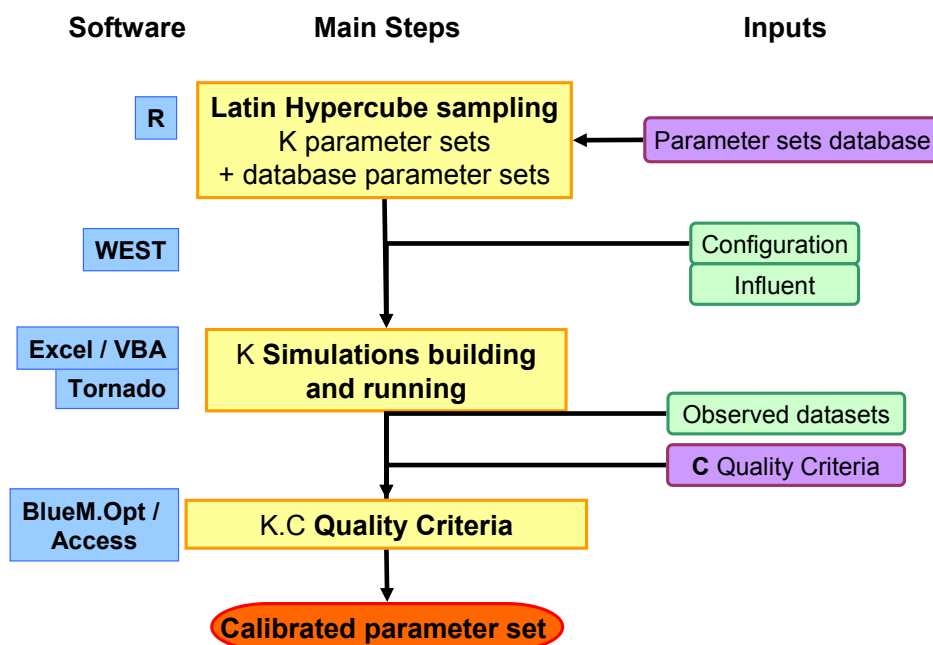 Software Main Steps Inputs
R
Latin Hypercube sampling
K parameter sets
+ database parameter sets
Parameter sets database
WEST
Configuration
Influent
Excel / VBA
Tornado
K Simulations building
and running
Observed datasets
C Quality Criteria
BlueM.Opt /
Access
K.C Quality Criteria
Calibrated parameter set